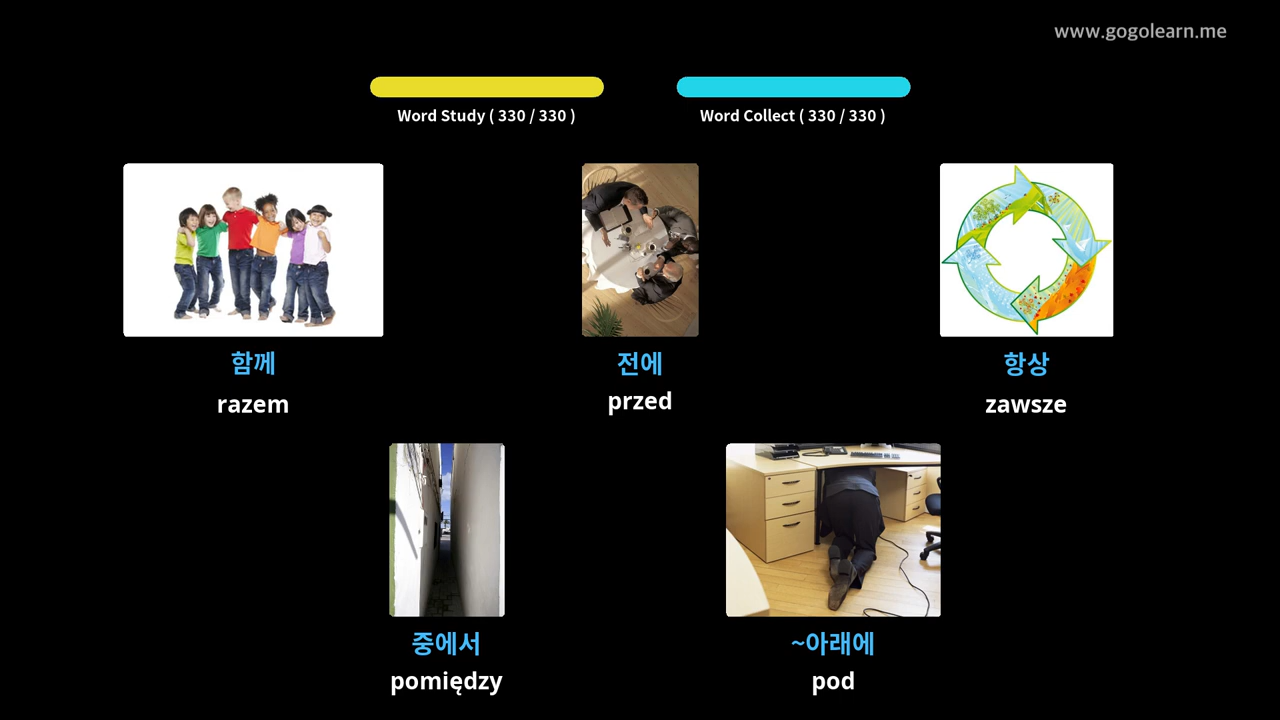 www.gogolearn.me
Word Study ( 330 / 330 )
Word Collect ( 330 / 330 )
함께
razem
전에
przed
항상
zawsze
중에서
pomiędzy
~아래에
pod